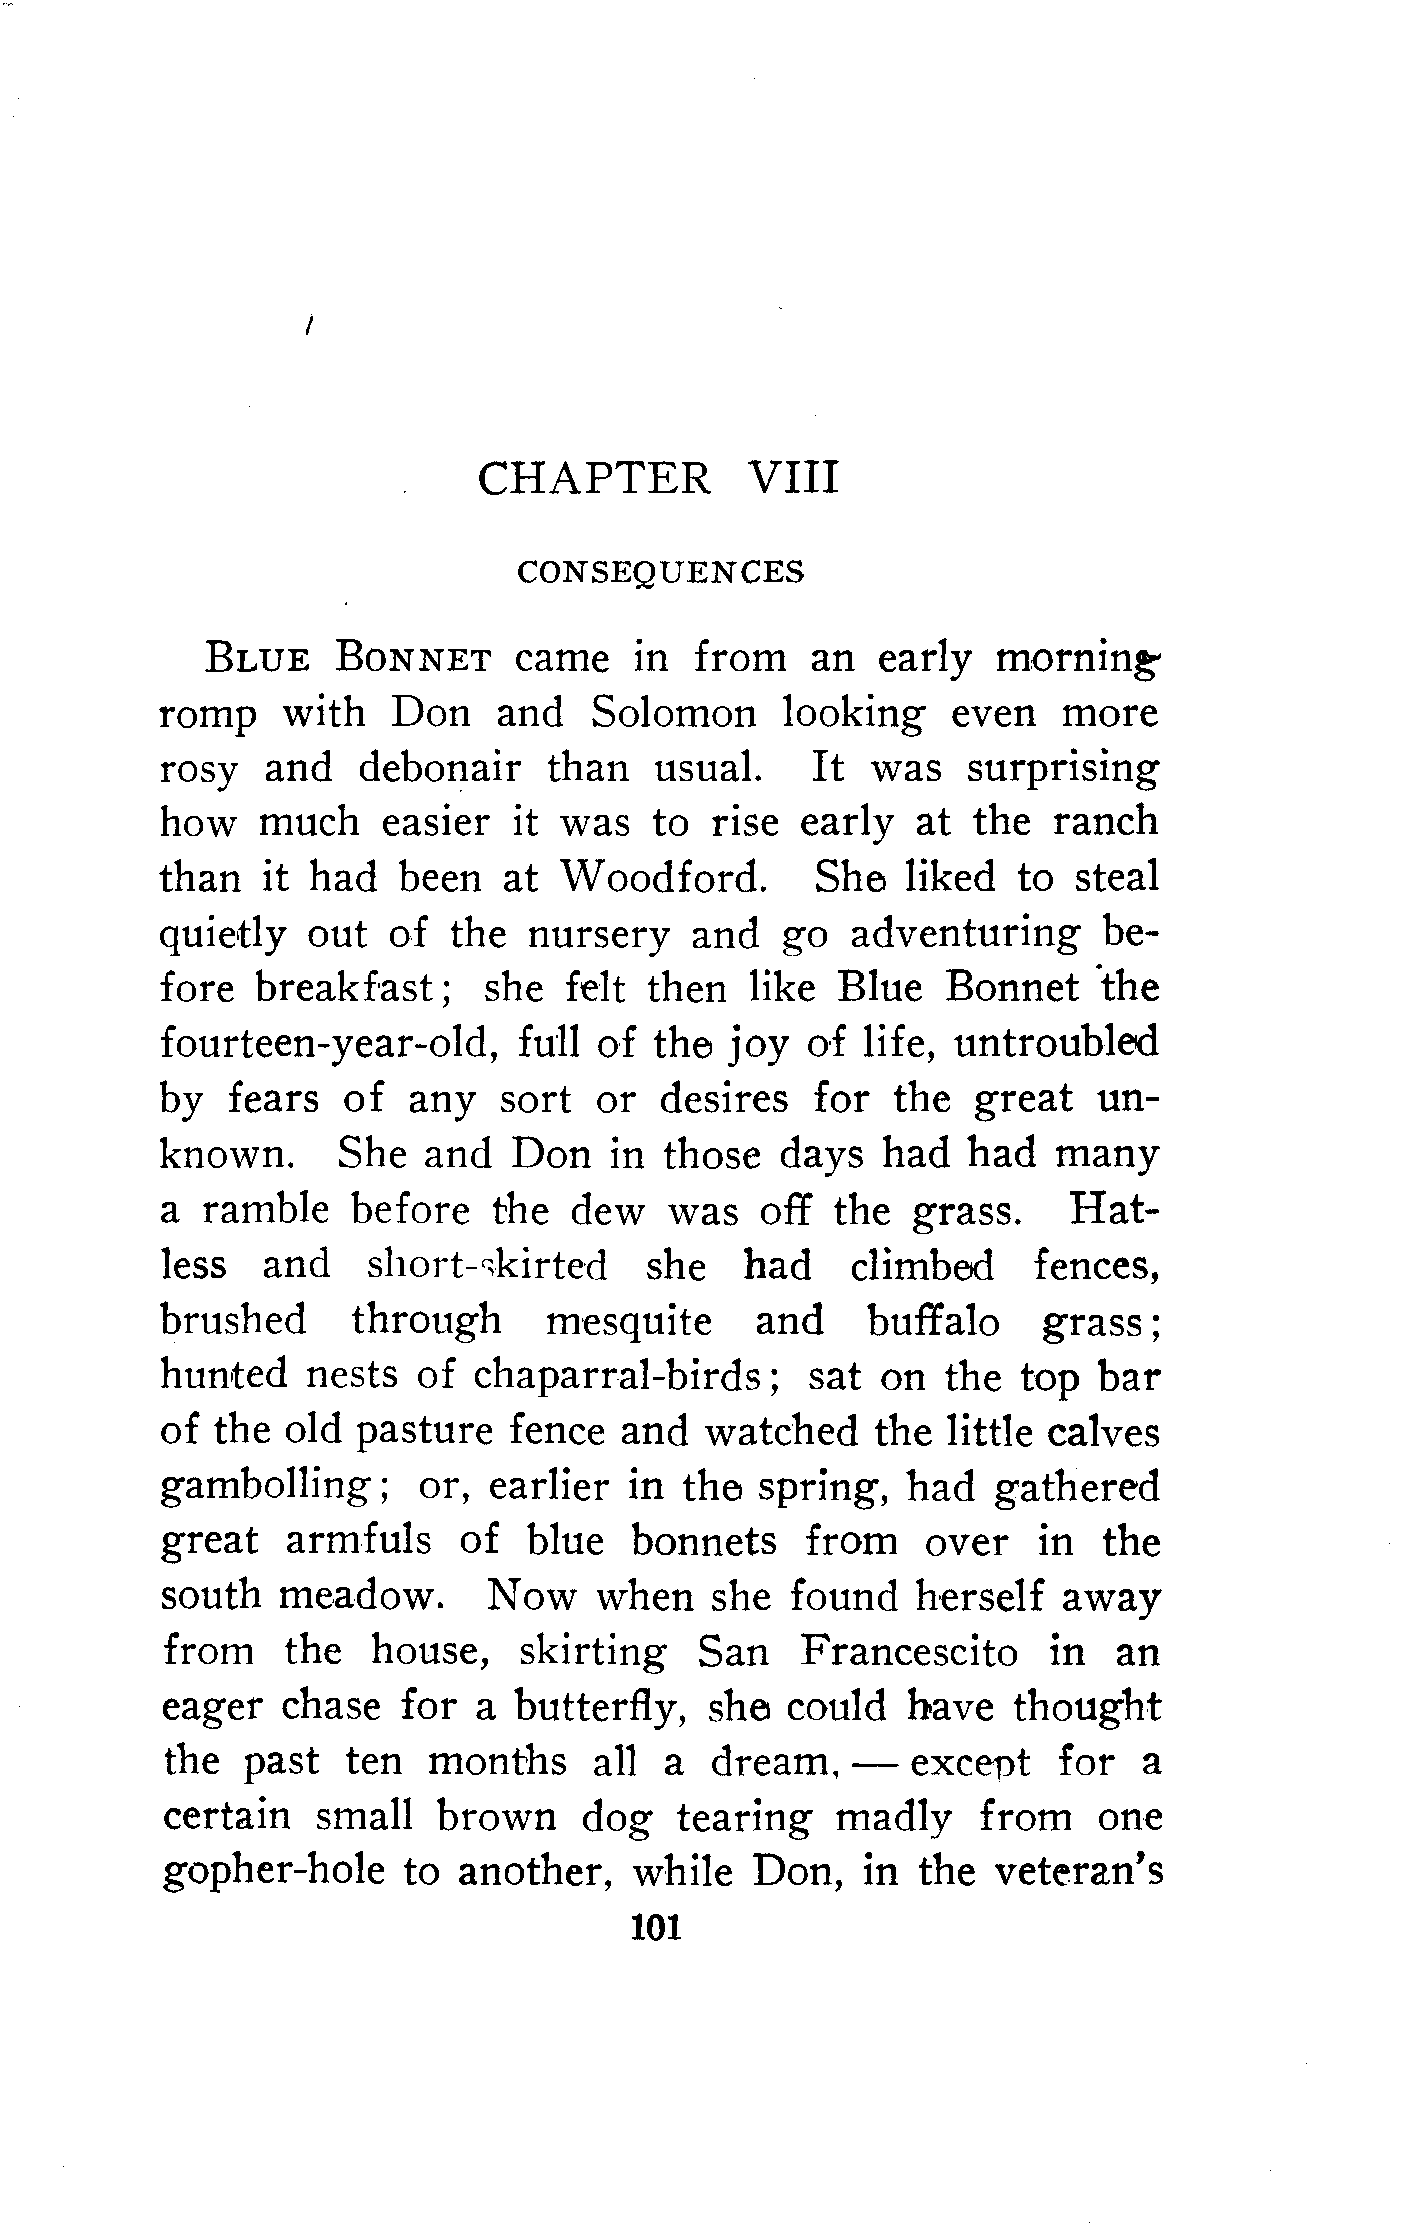 CHAPTER VIII
CONSEQUENCES
BLUE BONNET came in from an early morning
romp with Don and Solomon looking even more
rosy and debonair than usual. It was surprising
how much easier it was to rise early at the ranch
than it had been at Woodford. She liked to steal
quietly out of the nursery and go adventuring be-
fore breakfast; she felt then like Blue Bonnet the
fourteen-year-old, full of the joy of life, untroubled
by fears of any sort or desires for the great un-
known. She and Don in those days had had many
a ramble before the dew was off the grass. Hat-
less and short-skirted she had climbed fences,
brushed through mesquite and buffalo grass;
hunted nests of chaparral-birds; sat on the top bar
of the old pasture fence and watched the little calves
gambolling; or, earlier in the spring, had gathered
great armfuls of blue bonnets from over in the
south meadow. Now when she found herself away
from the house, skirting San Francescito in an
eager chase for a butterfly, she could have thought
the past ten months all a dream, — except for a
certain small brown dog tearing madly from one
gopher-hole to another, while Don, in the veteran's
101